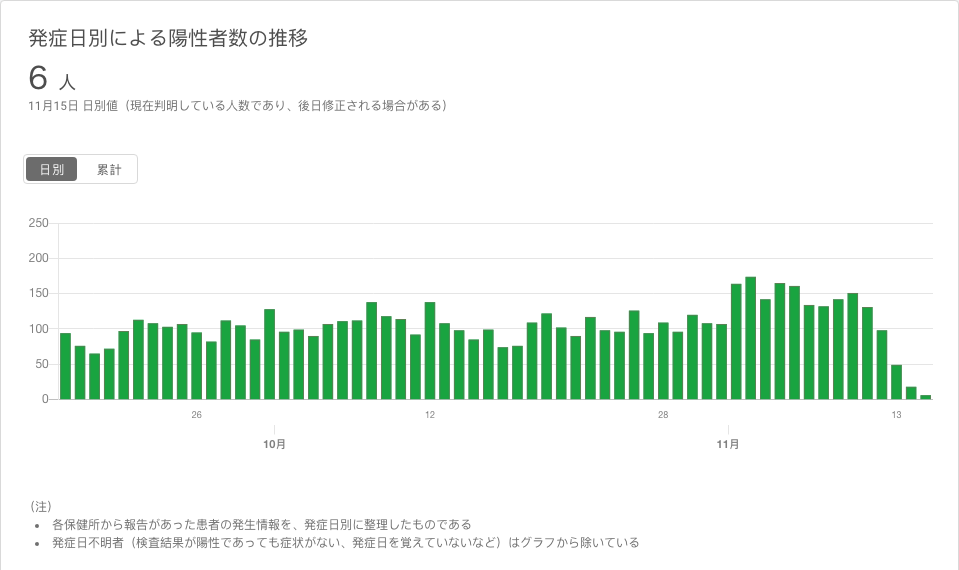 発症日別による陽性者数の推移
6 人
11月15日 日別値（現在判明している人数であり、後日修正される場合がある）
日別 累計
250
200
150
100
50
0
26 12 28 13
10月 11月
（注）
• 各保健所から報告があった患者の発生情報を、発症日別に整理したものである
• 発症日不明者（検査結果が陽性であっても症状がない、発症日を覚えていないなど）はグラフから除いている